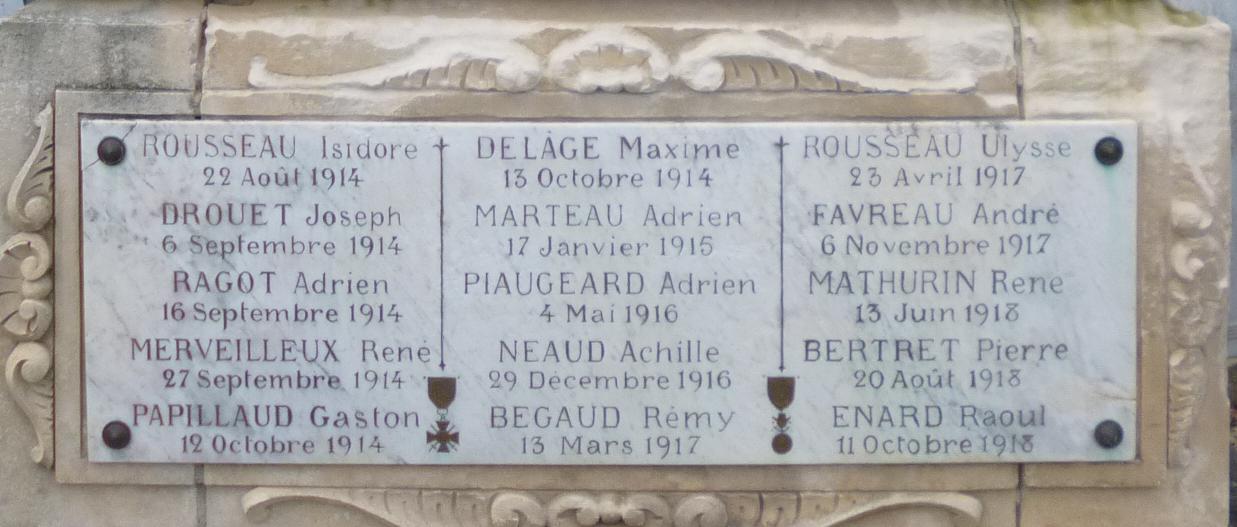 ROUSSEAU Isidore
22 Août 1914
DROUET Joseph
6 Septembre 1914
RAGOT Adrien
16 Septembre 1914
MERVEILLEUX René
27 Septembre 1914
PAPILLAUD Gaston
12 Octobre 1914
DELÀGE Maxime
13 Octobre 1914
MARTEAU Adrien
17 Janvier 1915
PIAUGEARD Adrien
4 Mai 1916
NEAUD Achille
29 Décembre 1916
BEGAUD Rémy
13 Mars 1917
ROUSSEAU Ulysse
23 Avril 1917
FAVREAU André
6 Novembre 1917
MATHURIN René
13 Juin 1918
BERTRET Pierre
20 Août 1918
ENARD Raoul
11 Octobre 1918